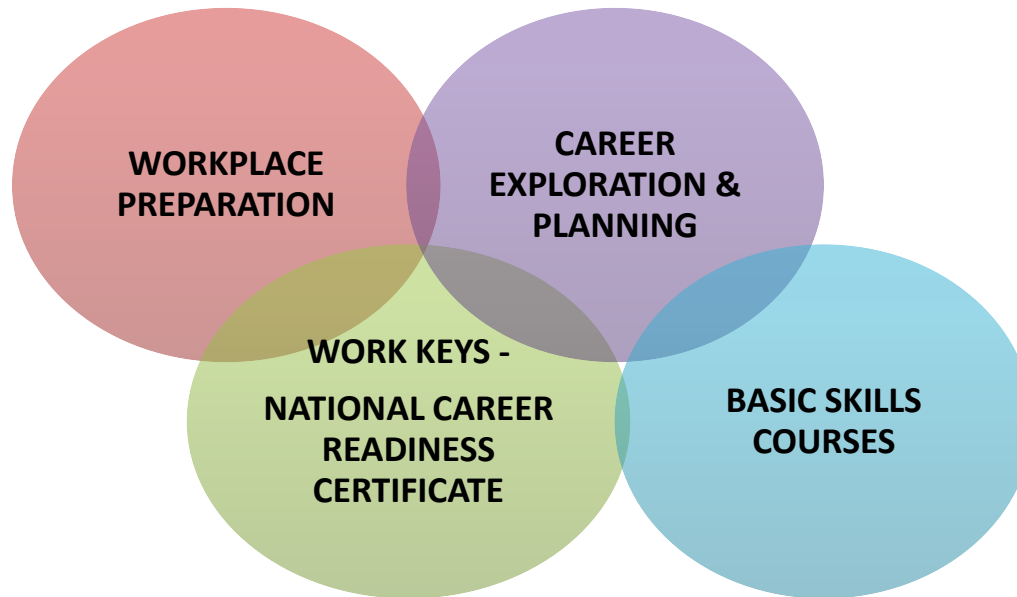 WORKPLACE
PREPARATION
CAREER
EXPLORATION &
PLANNING
WORK KEYS -
NATIONAL CAREER
READINESS
CERTIFICATE
BASIC SKILLS
COURSES